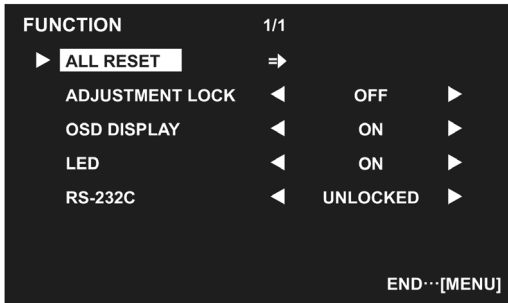 FUNCTION 1/1
ALL RESET
ADJUSTMENT LOCK OFF
OSD DISPLAY ON
LED ON
RS-232C UNLOCKED
END···[MENU]